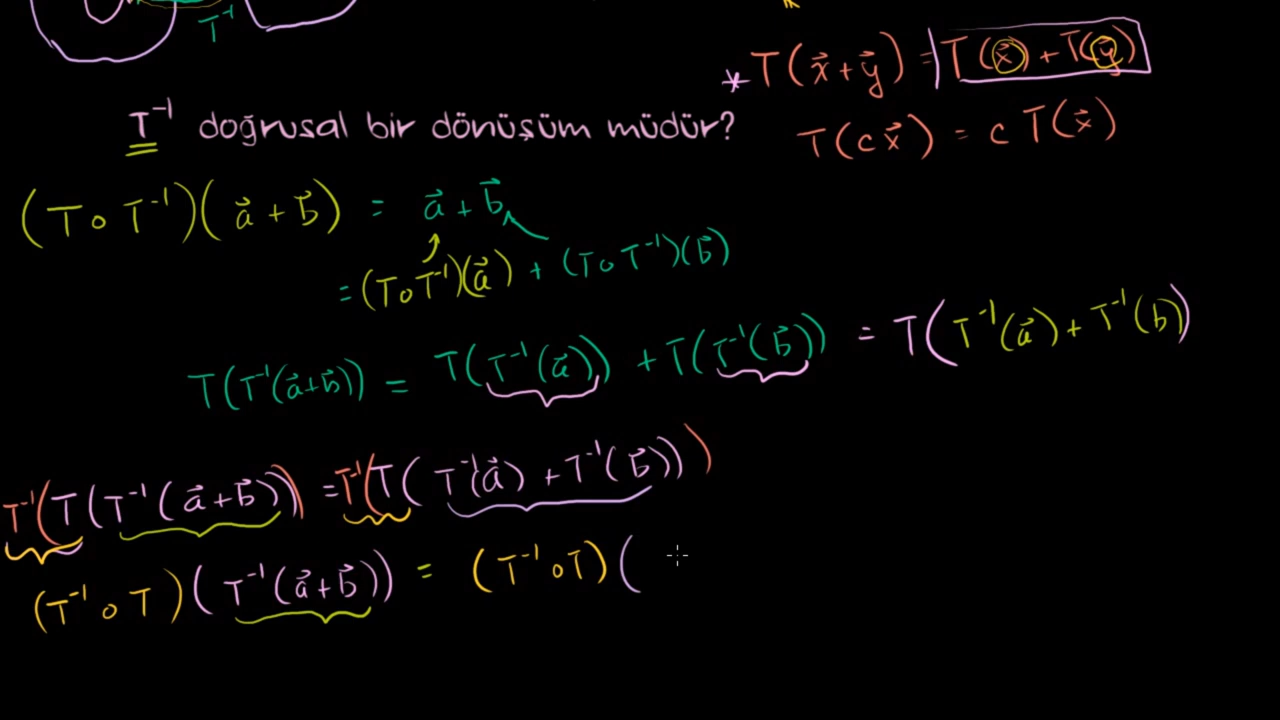 T⁻¹
* T(x⃗+y⃗) = T(x⃗) + T(y⃗)
T⁻¹ doğrusal bir dönüşüm müdür?
T(cx⃗) = c T(x⃗)
(T∘T⁻¹)(a⃗+b⃗) = a⃗+b⃗
= (T∘T⁻¹)(a⃗) + (T∘T⁻¹)(b⃗)
T(T⁻¹(a⃗+b⃗)) = T(T⁻¹(a⃗)) + T(T⁻¹(b⃗)) = T(T⁻¹(a⃗) + T⁻¹(b))
T⁻¹(T(T⁻¹(a⃗+b⃗))) = T⁻¹(T(T⁻¹(a⃗) + T⁻¹(b⃗)))
(T⁻¹∘T)(T⁻¹(a⃗+b⃗)) = (T⁻¹∘T)(